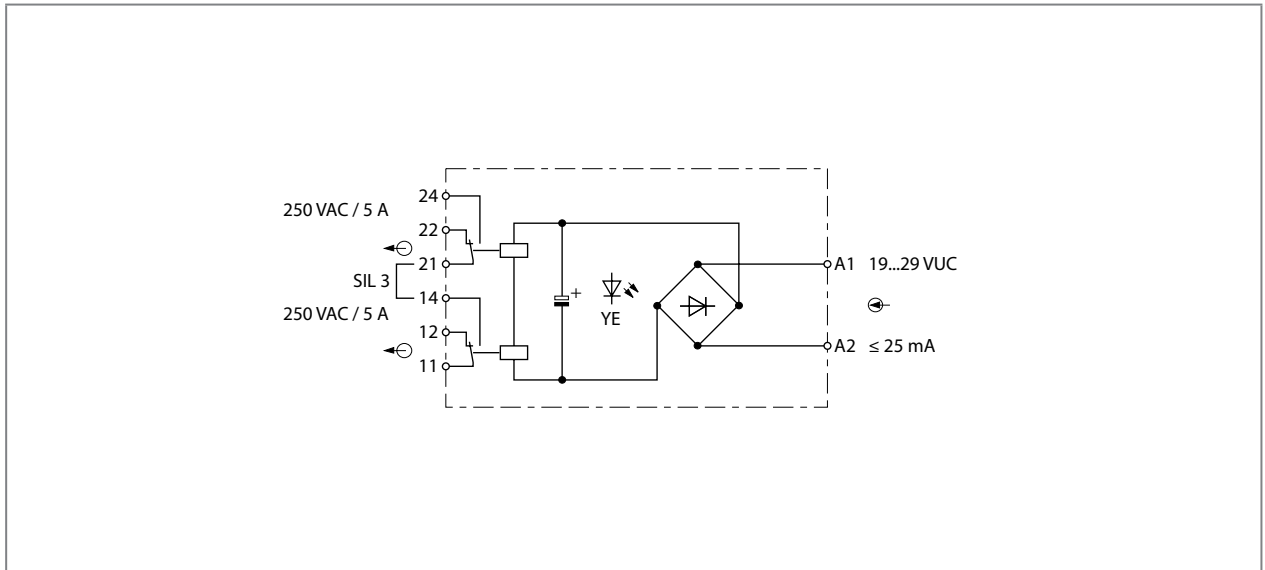 24
250 VAC / 5 A
22
21
SIL 3
14
250 VAC / 5 A
12
11
+
YE
A1 19...29 VUC
A2 ≤ 25 mA